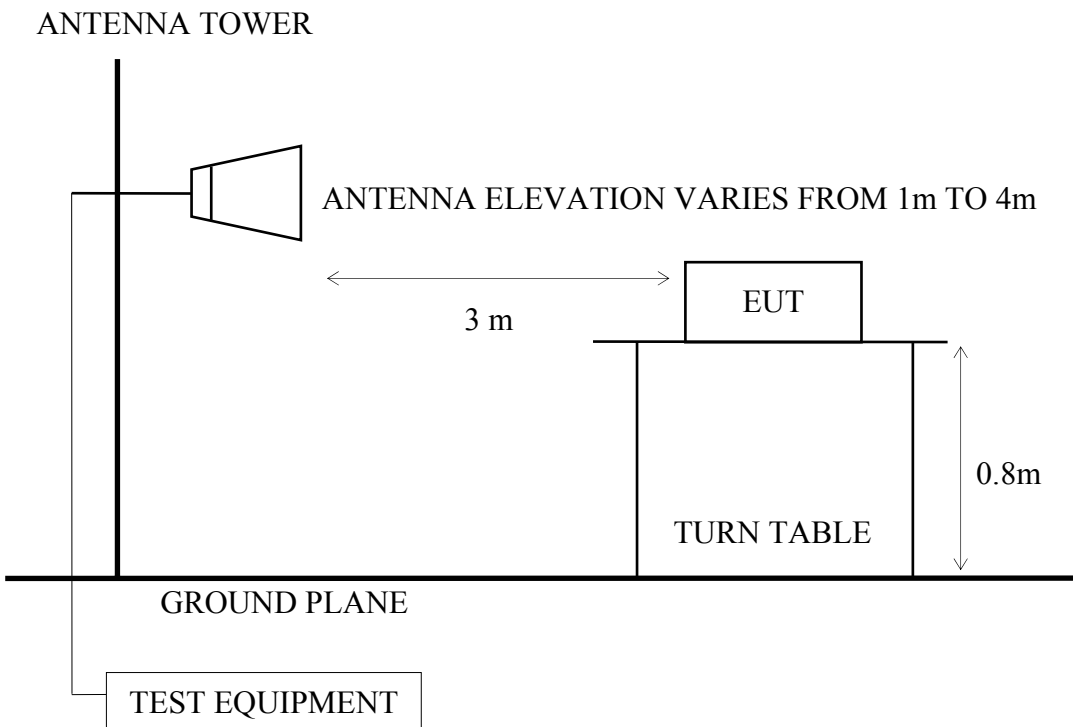 ANTENNA TOWER
ANTENNA ELEVATION VARIES FROM 1m TO 4m
EUT
3 m
0.8m
TURN TABLE
GROUND PLANE
TEST EQUIPMENT